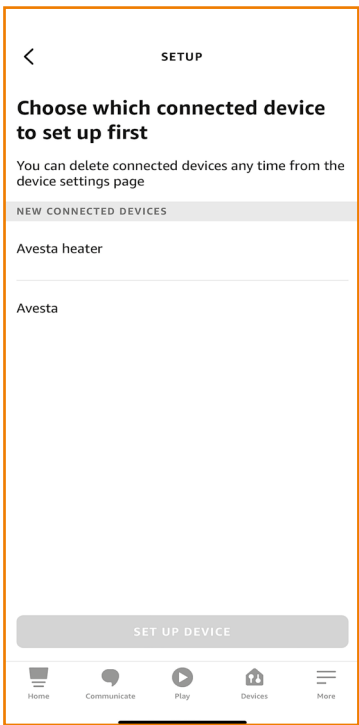 SETUP
Choose which connected device
to set up first
You can delete connected devices any time from the
device settings page
NEW CONNECTED DEVICES
Avesta heater
Avesta
SET UP DEVICE
Home Communicate Play Devices More